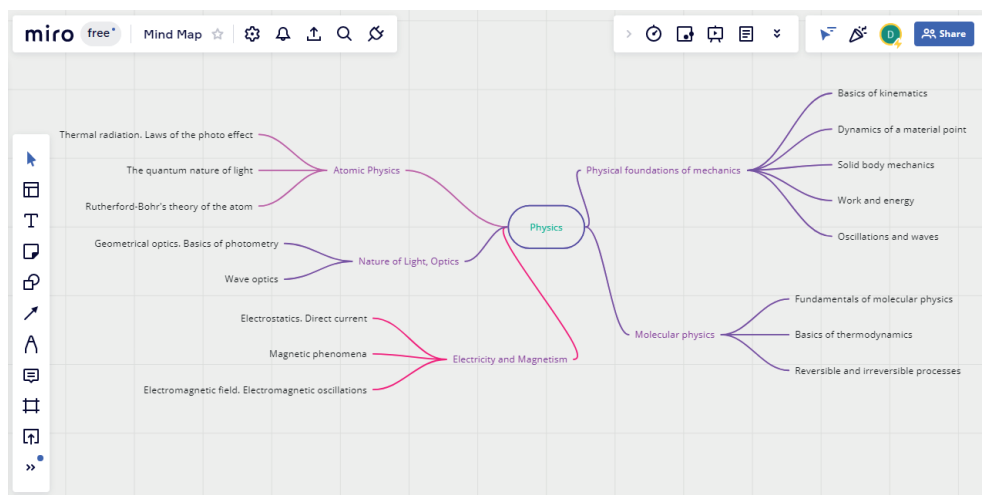 miro free Mind Map
D Share
Thermal radiation. Laws of the photo effect
The quantum nature of light
Rutherford-Bohr's theory of the atom
Atomic Physics
Geometrical optics. Basics of photometry
Wave optics
Nature of Light, Optics
Electrostatics. Direct current
Magnetic phenomena
Electromagnetic field. Electromagnetic oscillations
Electricity and Magnetism
Physics
Physical foundations of mechanics
Basics of kinematics
Dynamics of a material point
Solid body mechanics
Work and energy
Oscillations and waves
Molecular physics
Fundamentals of molecular physics
Basics of thermodynamics
Reversible and irreversible processes